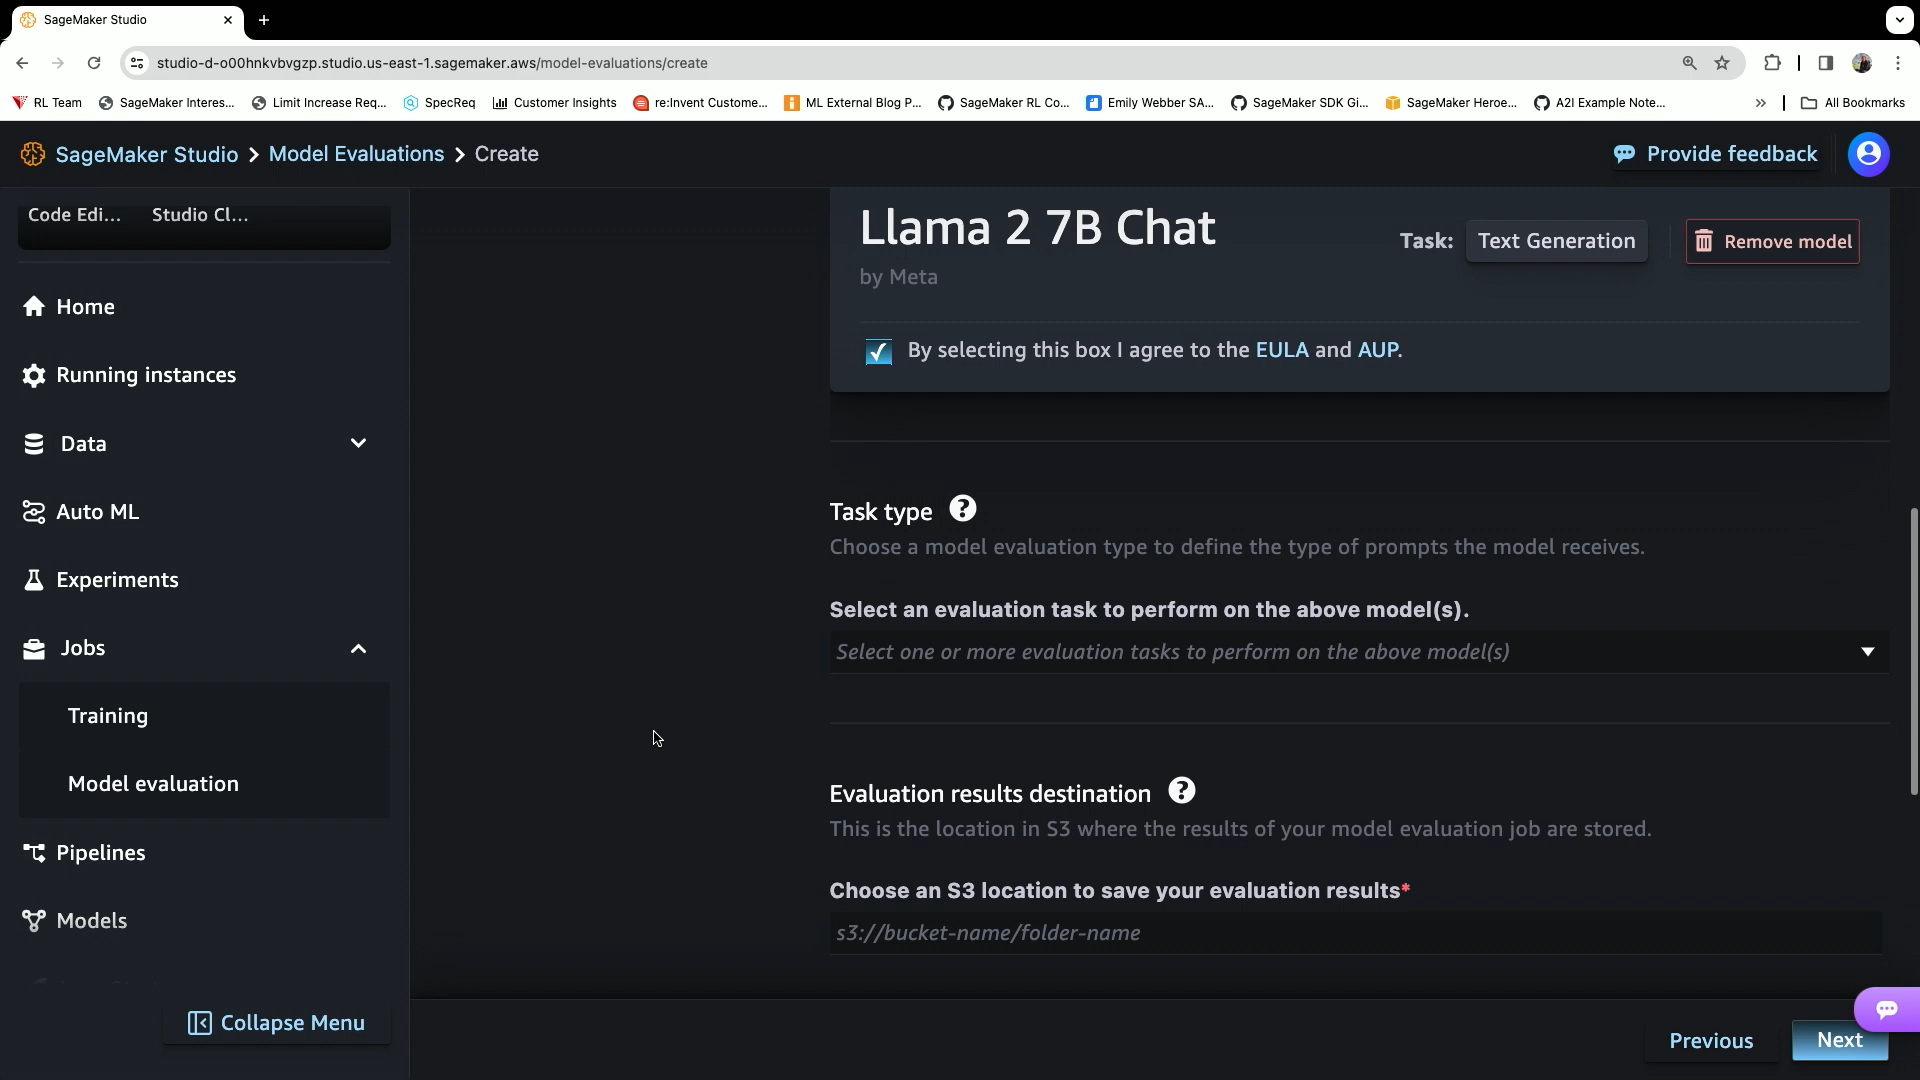 SageMaker Studio
studio-d-o00hnkvbvgzp.studio.us-east-1.sagemaker.aws/model-evaluations/create
RL Team
SageMaker Interes...
Limit Increase Req...
SpecReq
Customer Insights
re:Invent Custome...
ML External Blog P...
SageMaker RL Co...
Emily Webber SA...
SageMaker SDK Gi...
SageMaker Heroe...
A2I Example Note...
All Bookmarks
SageMaker Studio > Model Evaluations > Create
Provide feedback
Code Edi...
Studio Cl...
Home
Running instances
Data
Auto ML
Experiments
Jobs
Training
Model evaluation
Pipelines
Models
Collapse Menu
Llama 2 7B Chat
by Meta
Task: Text Generation
Remove model
By selecting this box I agree to the EULA and AUP.
Task type
Choose a model evaluation type to define the type of prompts the model receives.
Select an evaluation task to perform on the above model(s).
Select one or more evaluation tasks to perform on the above model(s)
Evaluation results destination
This is the location in S3 where the results of your model evaluation job are stored.
Choose an S3 location to save your evaluation results*
s3://bucket-name/folder-name
Previous
Next